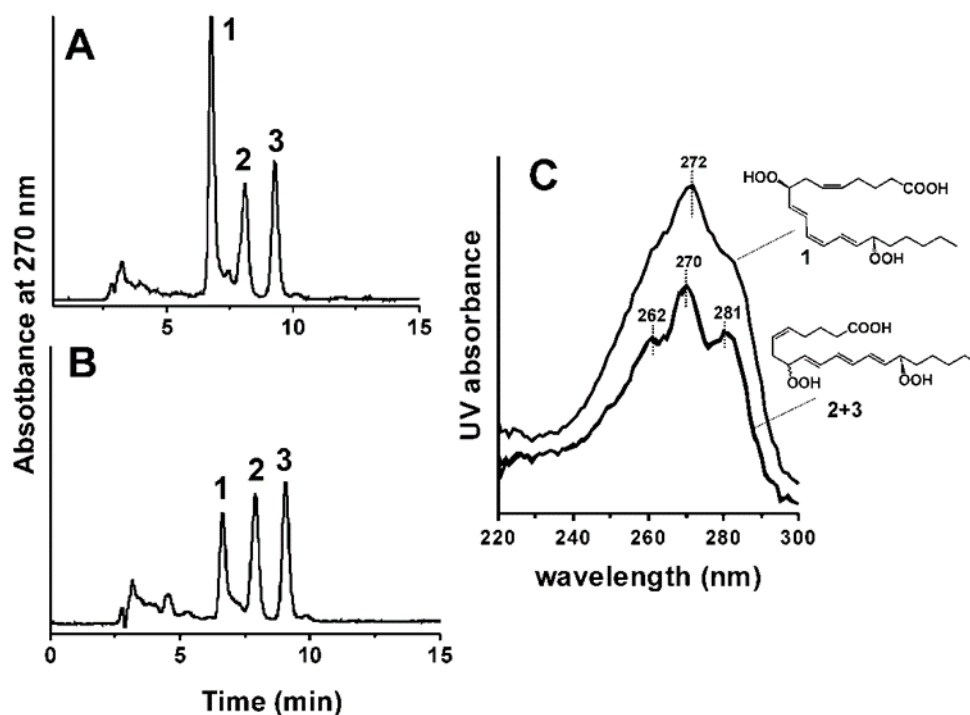 A
1
2
3
5
10
15
B
1
2
3
0
5
10
15
Absotbance at 270 nm
Time (min)
C
272
270
262
281
UV absorbance
220
240
260
280
300
wavelength (nm)
HOO
COOH
1
OOH
COOH
OOH
OOH
2+3